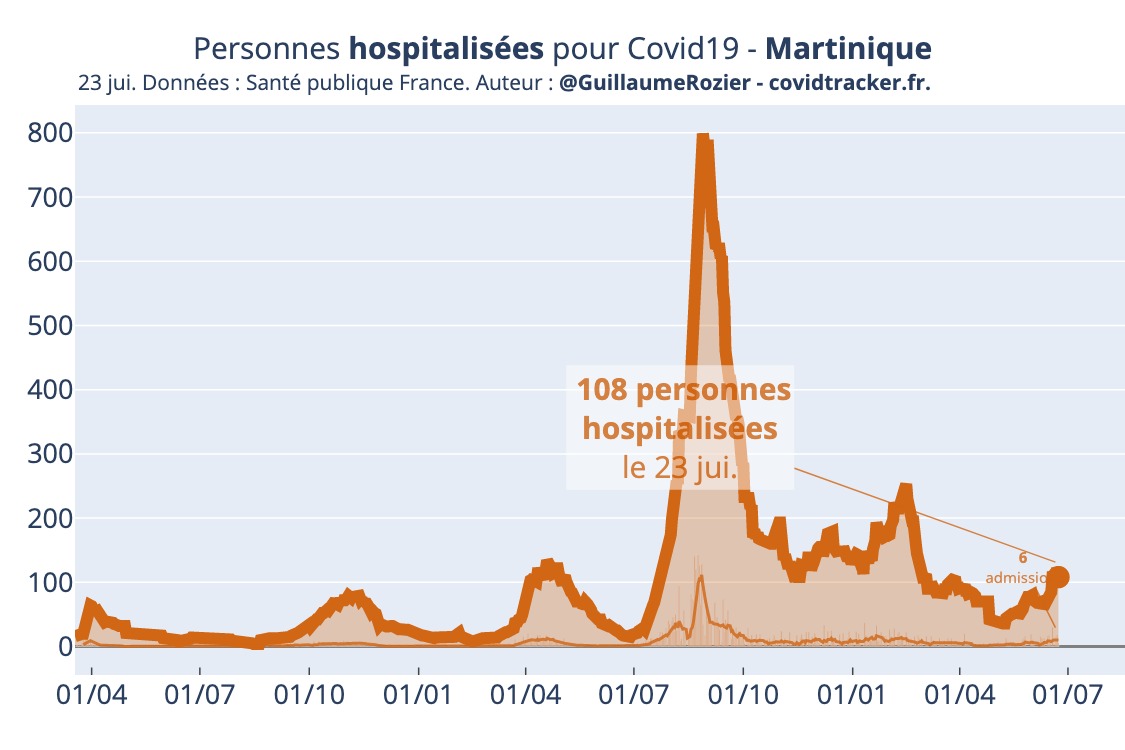 Personnes hospitalisées pour Covid19 - Martinique
23 jui. Données : Santé publique France. Auteur : @GuillaumeRozier - covidtracker.fr.
800
700
600
500
400
300
200
100
0
108 personnes
hospitalisées
le 23 jui.
6
admissio
01/04 01/07 01/10 01/01 01/04 01/07 01/10 01/01 01/04 01/07